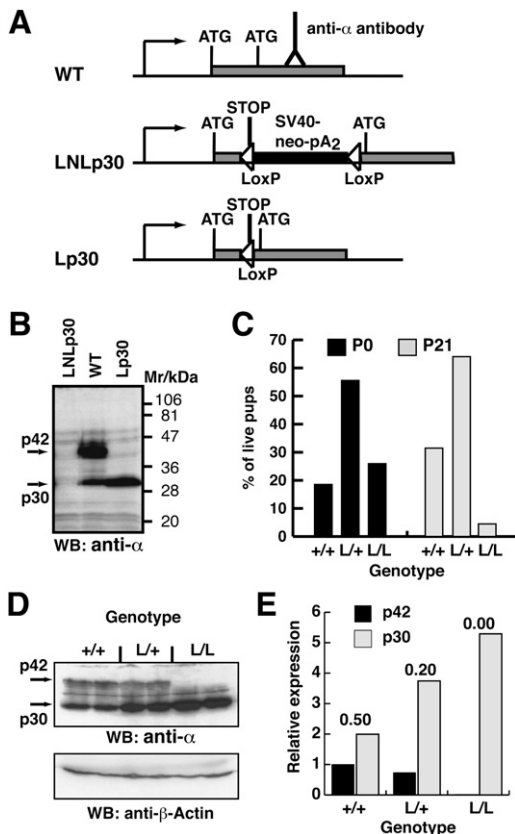 A
anti-α antibody
ATG ATG
WT
STOP SV40-
neo-pA2
ATG ATG
LNLp30
LoxP LoxP
STOP
ATG ATG
Lp30
LoxP
B
LNLp30
WT
Lp30
Mr/kDa
106
81
p42
47
36
p30
28
20
WB: anti-α
C
P0 P21
% of live pups
70
60
50
40
30
20
10
0
+/+ L/+ L/L +/+ L/+ L/L
Genotype
D
Genotype
+/+ L/+ L/L
p42
p30
WB: anti-α
WB: anti-β-Actin
E
p42
p30
Relative expression
6
5
4
3
2
1
0
0.50
0.20
0.00
+/+ L/+ L/L
Genotype